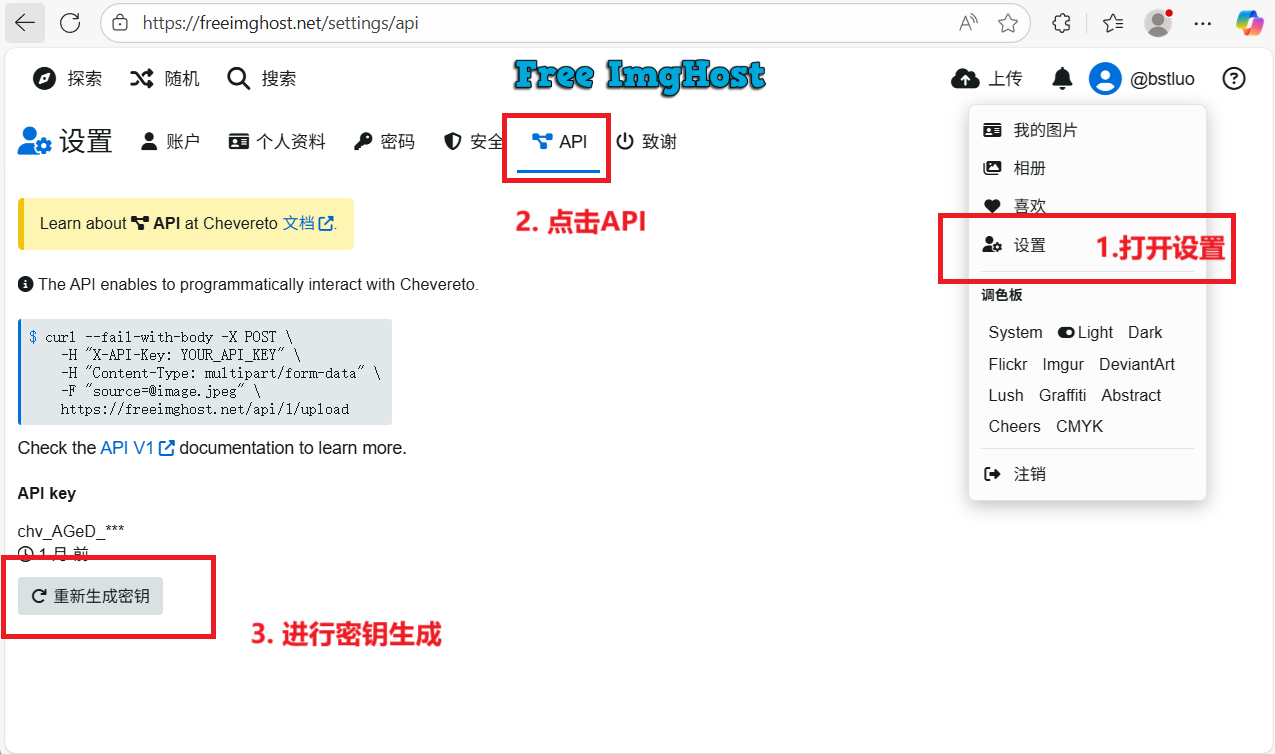 https://freeimghost.net/settings/api
探索 随机 搜索 Free ImgHost 上传 @bstluo
设置 账户 个人资料 密码 安全 API 致谢
我的图片
相册
喜欢
设置
1.打开设置
2. 点击API
Learn about API at Chevereto 文档.
The API enables to programmatically interact with Chevereto.
$ curl --fail-with-body -X POST \
-H "X-API-Key: YOUR_API_KEY" \
-H "Content-Type: multipart/form-data" \
-F "source=@image.jpeg" \
https://freeimghost.net/api/1/upload
Check the API V1 documentation to learn more.
API key
chv_AGeD_***
1 月 前
重新生成密钥
3. 进行密钥生成
调色板
System Light Dark
Flickr Imgur DeviantArt
Lush Graffiti Abstract
Cheers CMYK
注销